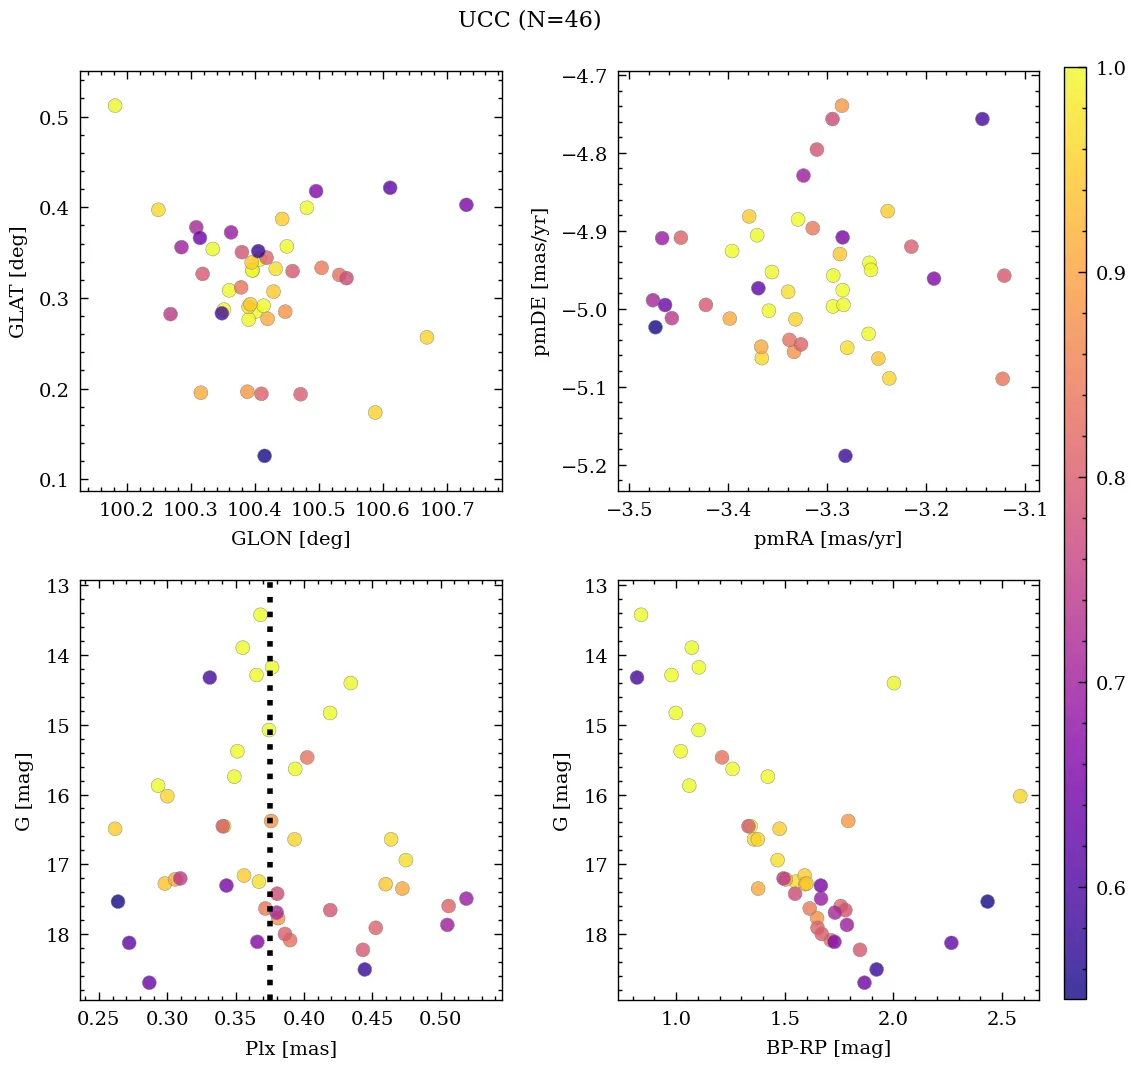 UCC (N=46)
0.5
0.4
0.3
0.2
0.1
GLAT [deg]
100.2 100.3 100.4 100.5 100.6 100.7
GLON [deg]
−4.7
−4.8
−4.9
−5.0
−5.1
−5.2
pmDE [mas/yr]
−3.5 −3.4 −3.3 −3.2 −3.1
pmRA [mas/yr]
13
14
15
16
17
18
G [mag]
0.25 0.30 0.35 0.40 0.45 0.50
Plx [mas]
13
14
15
16
17
18
G [mag]
1.0 1.5 2.0 2.5
BP-RP [mag]
1.0
0.9
0.8
0.7
0.6